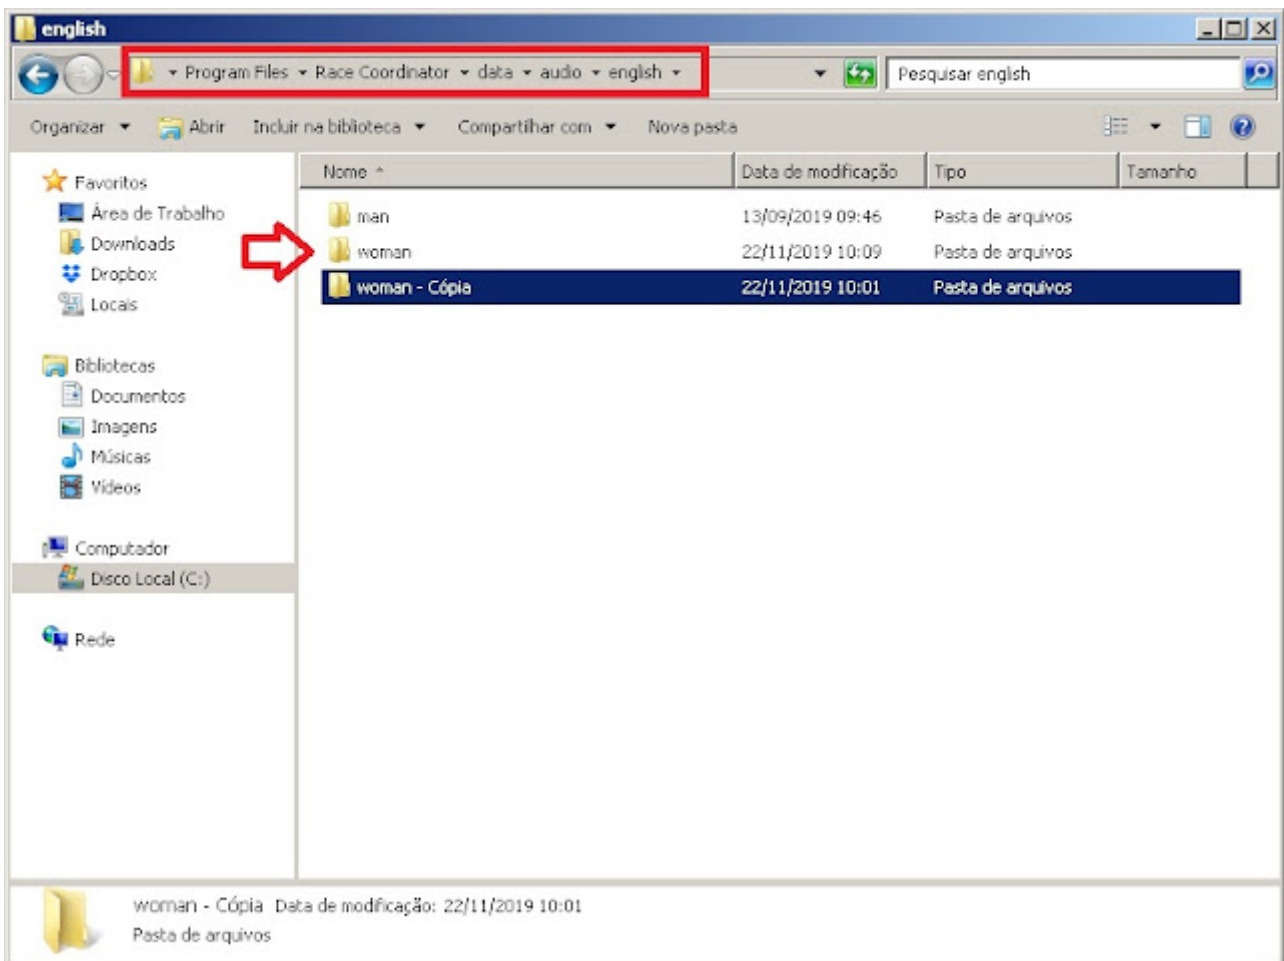 english
Program Files Race Coordinator data audio english Pesquisar english
Organizar Abrir Incluir na biblioteca Compartilhar com Nova pasta
Favoritos
Área de Trabalho
Downloads
Dropbox
Locais
Bibliotecas
Documentos
Imagens
Músicas
Vídeos
Computador
Disco Local (C:)
Rede
Nome Data de modificação Tipo Tamanho
man 13/09/2019 09:46 Pasta de arquivos
woman 22/11/2019 10:09 Pasta de arquivos
woman - Cópia 22/11/2019 10:01 Pasta de arquivos
woman - Cópia Data de modificação: 22/11/2019 10:01
Pasta de arquivos